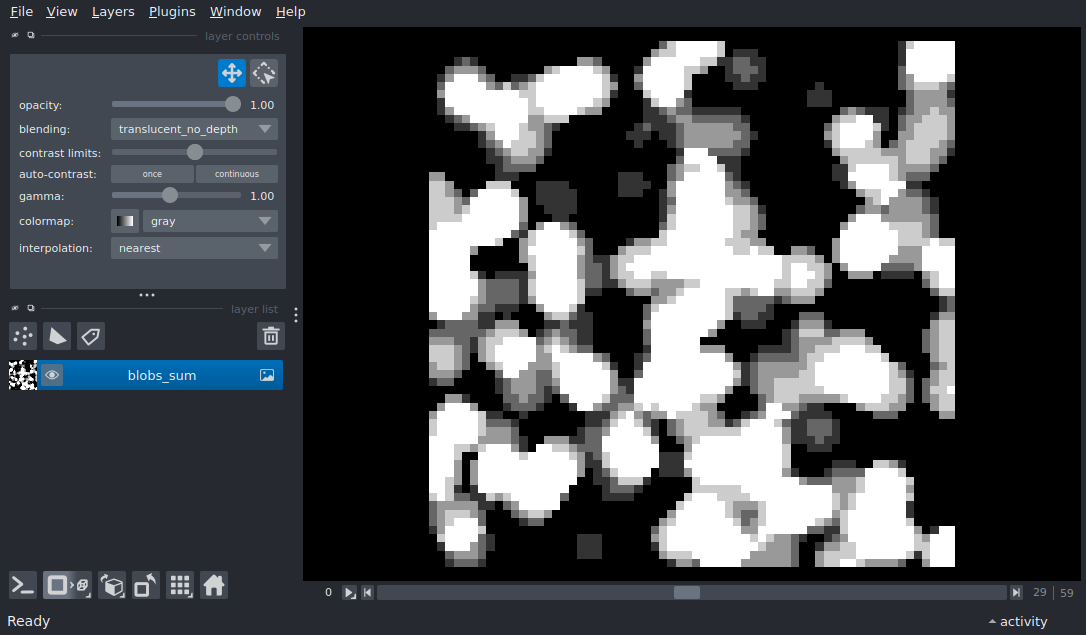 File View Layers Plugins Window Help
layer controls
opacity: 1.00
blending: translucent_no_depth
contrast limits:
auto-contrast: once continuous
gamma: 1.00
colormap: gray
interpolation: nearest
layer list
blobs_sum
0 29 59
Ready activity